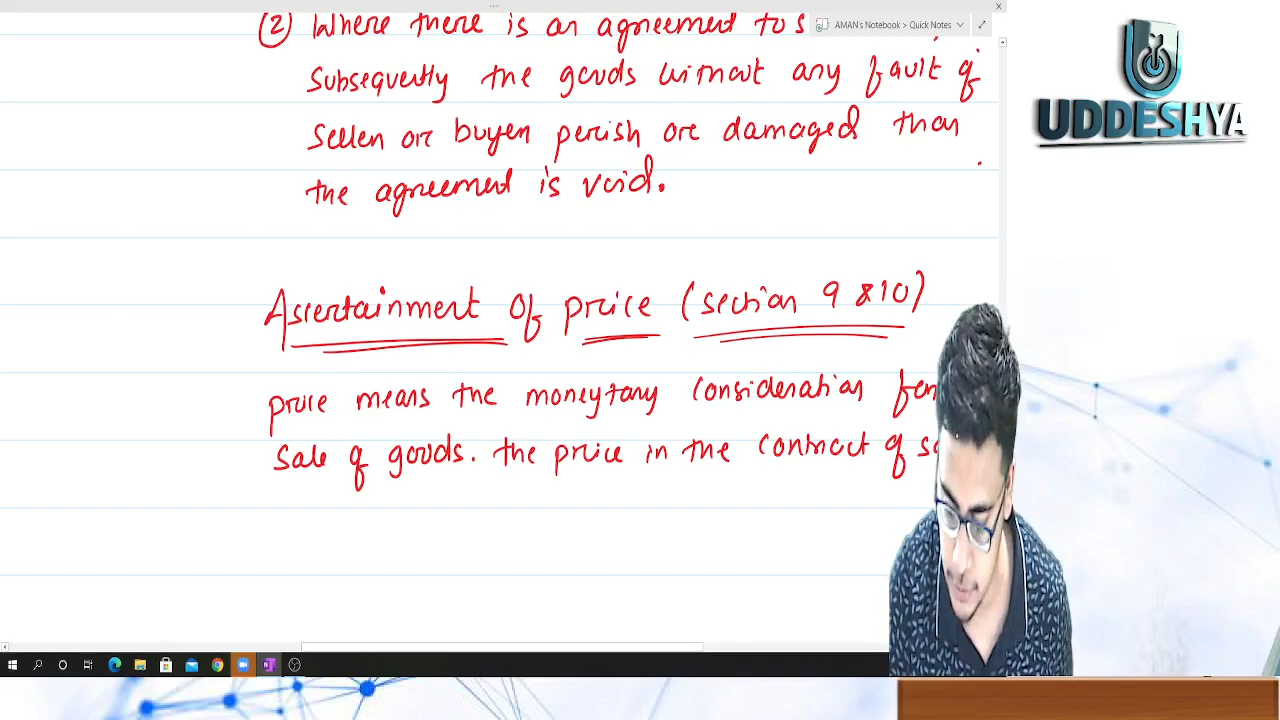 (2) Where there is an agreement to s
AMAN's Notebook > Quick Notes
Subsequently the goods without any fault of
seller or buyer perish or are damaged than
the agreement is void.
UDDESHYA
Ascertainment of price (section 9 & 10)
price means the moneytary consideration for
sale of goods. the price in the contract of